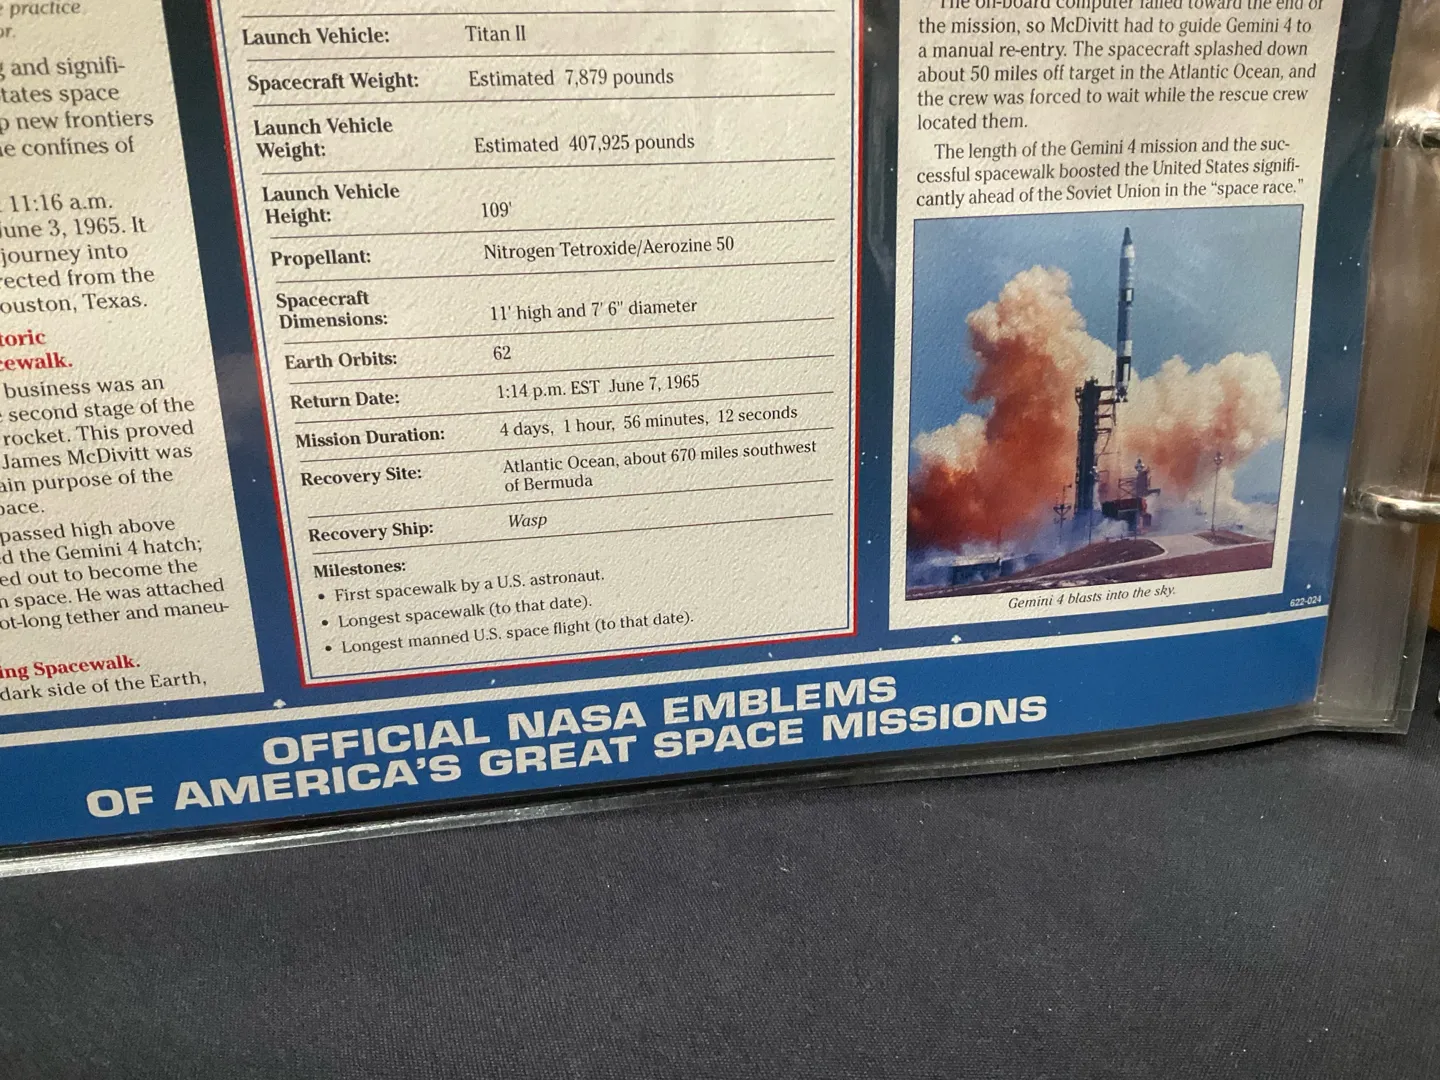 practice
or.
g and signifi-
tates space
p new frontiers
e confines of
11:16 a.m.
June 3, 1965. It
journey into
rected from the
ouston, Texas.
toric
cewalk.
business was an
second stage of the
rocket. This proved
James McDivitt was
ain purpose of the
pace.
passed high above
d the Gemini 4 hatch;
ed out to become the
n space. He was attached
ot-long tether and maneu-
ing Spacewalk.
dark side of the Earth,
Launch Vehicle: Titan II
Spacecraft Weight: Estimated 7,879 pounds
Launch Vehicle
Weight: Estimated 407,925 pounds
Launch Vehicle
Height: 109'
Propellant: Nitrogen Tetroxide/Aerozine 50
Spacecraft
Dimensions: 11' high and 7' 6" diameter
Earth Orbits: 62
Return Date: 1:14 p.m. EST June 7, 1965
Mission Duration: 4 days, 1 hour, 56 minutes, 12 seconds
Recovery Site: Atlantic Ocean, about 670 miles southwest
of Bermuda
Recovery Ship: Wasp
Milestones:
• First spacewalk by a U.S. astronaut.
• Longest spacewalk (to that date).
• Longest manned U.S. space flight (to that date).
The on-board computer failed toward the end of
the mission, so McDivitt had to guide Gemini 4 to
a manual re-entry. The spacecraft splashed down
about 50 miles off target in the Atlantic Ocean, and
the crew was forced to wait while the rescue crew
located them.
The length of the Gemini 4 mission and the suc-
cessful spacewalk boosted the United States signifi-
cantly ahead of the Soviet Union in the “space race.”
Gemini 4 blasts into the sky.
622-024
OFFICIAL NASA EMBLEMS
OF AMERICA'S GREAT SPACE MISSIONS